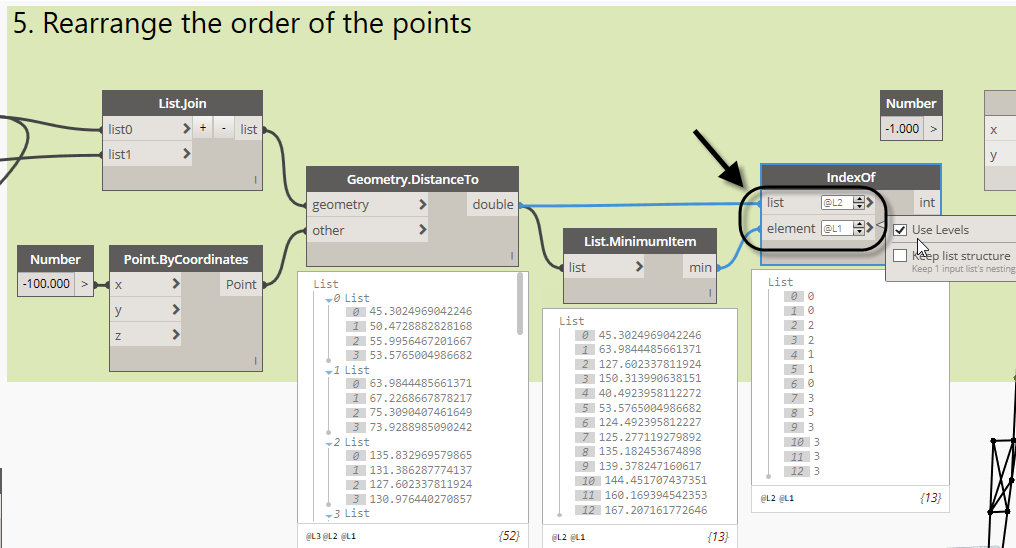 5. Rearrange the order of the points
List.Join
list0 > + - list
list1 >
l
Number
-1.000 >
x
y
Geometry.DistanceTo
geometry > double
other >
l
IndexOf
list @L2 > int
element @L1 > <
Use Levels
Keep list structure
Keep 1 input list's nesting
Number
-100.000 >
Point.ByCoordinates
x > Point
y >
z >
l
List.MinimumItem
list > min
l
List
0 List
0 45.3024969042246
1 50.4728882828168
2 55.9956467201667
3 53.5765004986682
1 List
0 63.9844485661371
1 67.2268667878217
2 75.3090407461649
3 73.9288985090242
2 List
0 135.832969579865
1 131.386287774137
2 127.602337811924
3 130.976440270857
3 List
@L3 @L2 @L1 {52}
List
0 45.3024969042246
1 63.9844485661371
2 127.602337811924
3 150.313990638151
4 40.4923958112272
5 53.5765004986682
6 124.492395812227
7 125.277119279892
8 135.182453674898
9 139.378247160617
10 144.451707437351
11 160.169394542353
12 167.207161772646
@L2 @L1 {13}
List
0 0
1 0
2 2
3 2
4 1
5 1
6 0
7 3
8 3
9 3
10 3
11 3
12 3
@L2 @L1 {13}